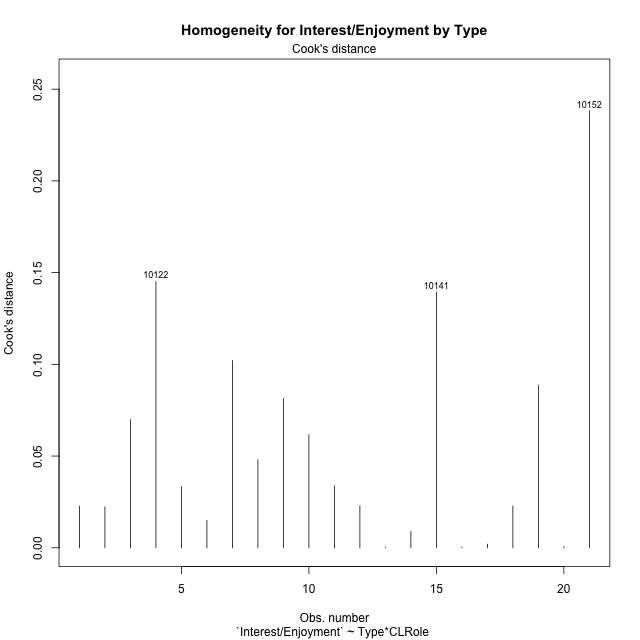 Homogeneity for Interest/Enjoyment by Type
Cook's distance
0.25
0.20
0.15
0.10
0.05
0.00
Cook's distance
10152
10122
10141
5
10
15
20
Obs. number
`Interest/Enjoyment` ~ Type*CLRole